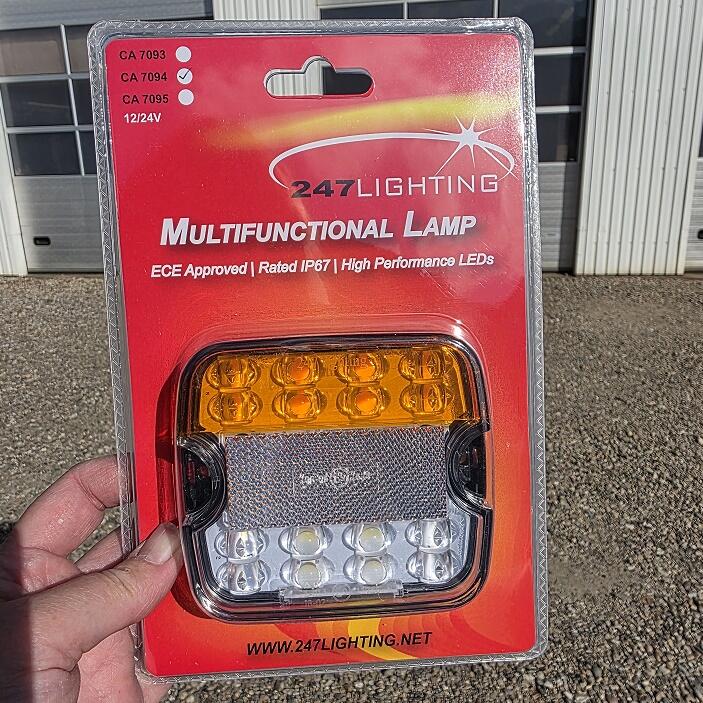 CA 7093
CA 7094
CA 7095
12/24V
247LIGHTING
MULTIFUNCTIONAL LAMP
ECE Approved | Rated IP67 | High Performance LEDs
WWW.247LIGHTING.NET